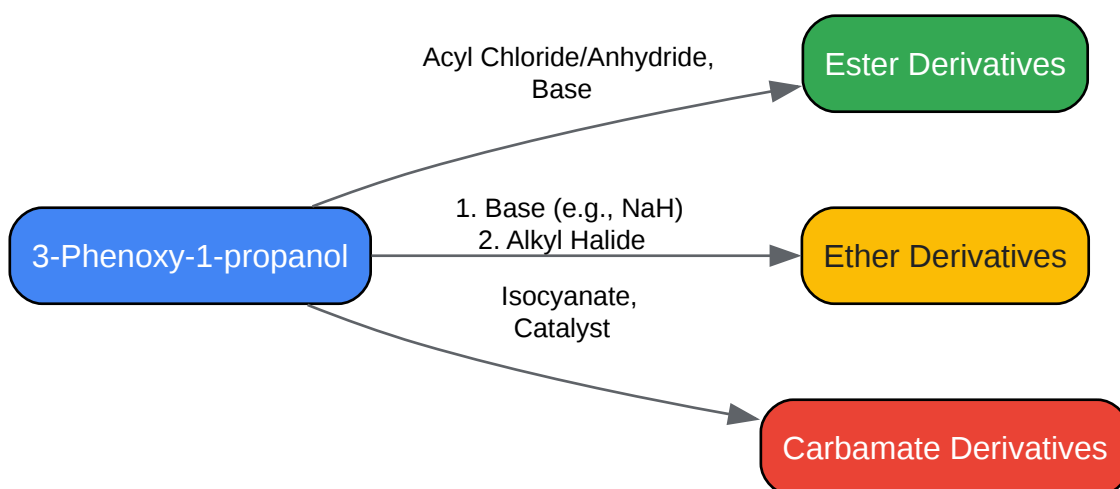 Acyl Chloride/Anhydride,
Base
Ester Derivatives
3-Phenoxy-1-propanol
1. Base (e.g., NaH)
2. Alkyl Halide
Ether Derivatives
Isocyanate,
Catalyst
Carbamate Derivatives